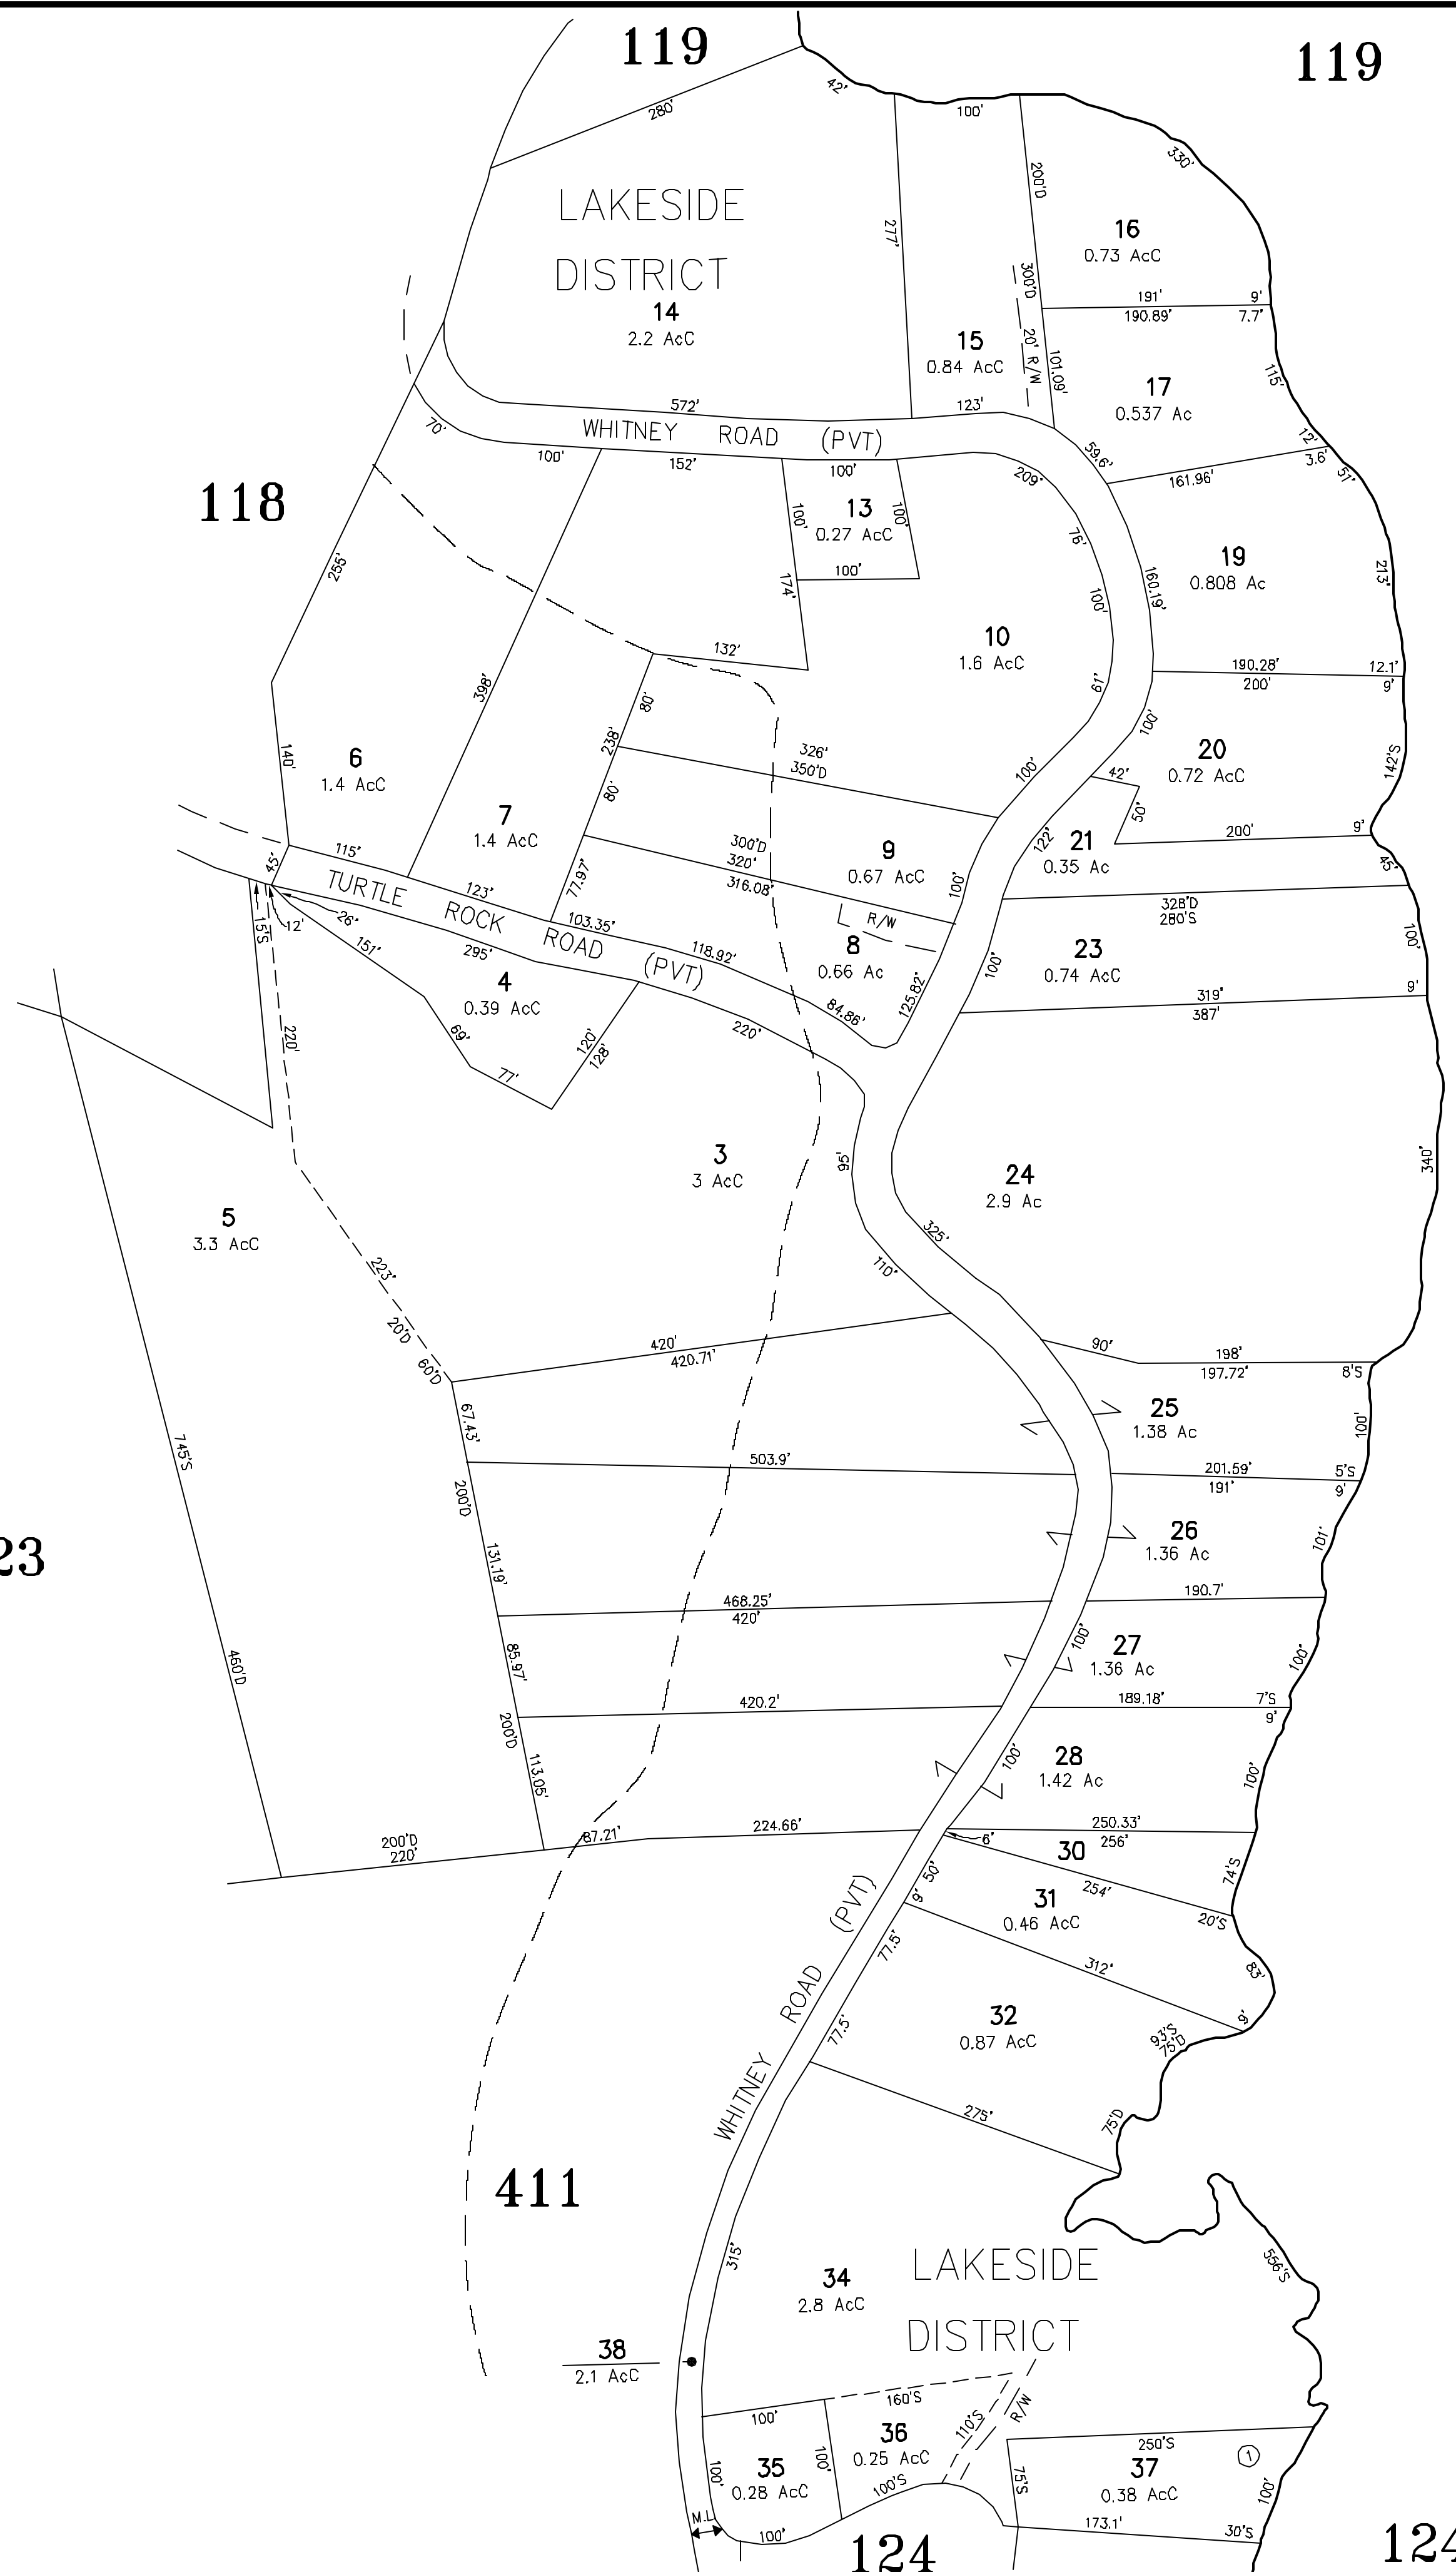 119
119
42'
280'
100'
330'
LAKESIDE
DISTRICT
14
2.2 AcC
277'
200'D
16
0.73 AcC
300'D
191'
9'
190.89'
7.7'
20' R/W
101.09'
15
0.84 AcC
17
0.537 Ac
115'
572'
123'
70'
WHITNEY ROAD (PVT)
59.6'
12'
3.6'
51'
100'
152'
100'
209'
161.96'
118
100'
13
0.27 AcC
100'
76'
255'
174'
100'
160.19'
100'
19
0.808 Ac
213'
132'
10
1.6 AcC
190.28'
12.1'
200'
9'
398'
80'
61'
100'
140'
6
1.4 AcC
238'
326'
350'D
100'
20
0.72 AcC
142'S
42'
50'
80'
7
1.4 AcC
300'D
320'
316.08'
9
0.67 AcC
122'
21
0.35 Ac
200'
9'
45'
115'
45'
123'
77.97'
100'
328'D
280'S
TURTLE ROCK ROAD (PVT)
103.35'
118.92'
R/W
15'S
12'
26'
151'
295'
4
0.39 AcC
8
0.66 Ac
100'
23
0.74 AcC
100'
84.86'
125.82'
319'
9'
387'
220'
69'
77'
120'
128'
220'
3
3 AcC
95'
24
2.9 Ac
340'
5
3.3 AcC
223'
325'
110'
20'D
60'D
420'
420.71'
90'
198'
197.72'
8'S
67.43'
25
1.38 Ac
100'
745'S
200'D
503.9'
201.59'
5'S
191'
9'
131.19'
26
1.36 Ac
101'
23
468.25'
420'
190.7'
85.97'
100'
27
1.36 Ac
100'
460'D
200'D
420.2'
189.18'
7'S
9'
113.05'
100'
28
1.42 Ac
100'
200'D
220'
87.21'
224.66'
250.33'
256'
6'
30
74'S
50'
9'
31
0.46 AcC
254'
20'S
WHITNEY ROAD (PVT)
77.5'
312'
83'
9'
77.5'
32
0.87 AcC
93'S
75'D
275'
75'D
411
315'
34
2.8 AcC
LAKESIDE
DISTRICT
556'S
38
2.1 AcC
100'
160'S
110'S
R/W
100'
35
0.28 AcC
100'
36
0.25 AcC
100'S
75'S
250'S
1
37
0.38 AcC
100'
M.L
100'
173.1'
30'S
124
124